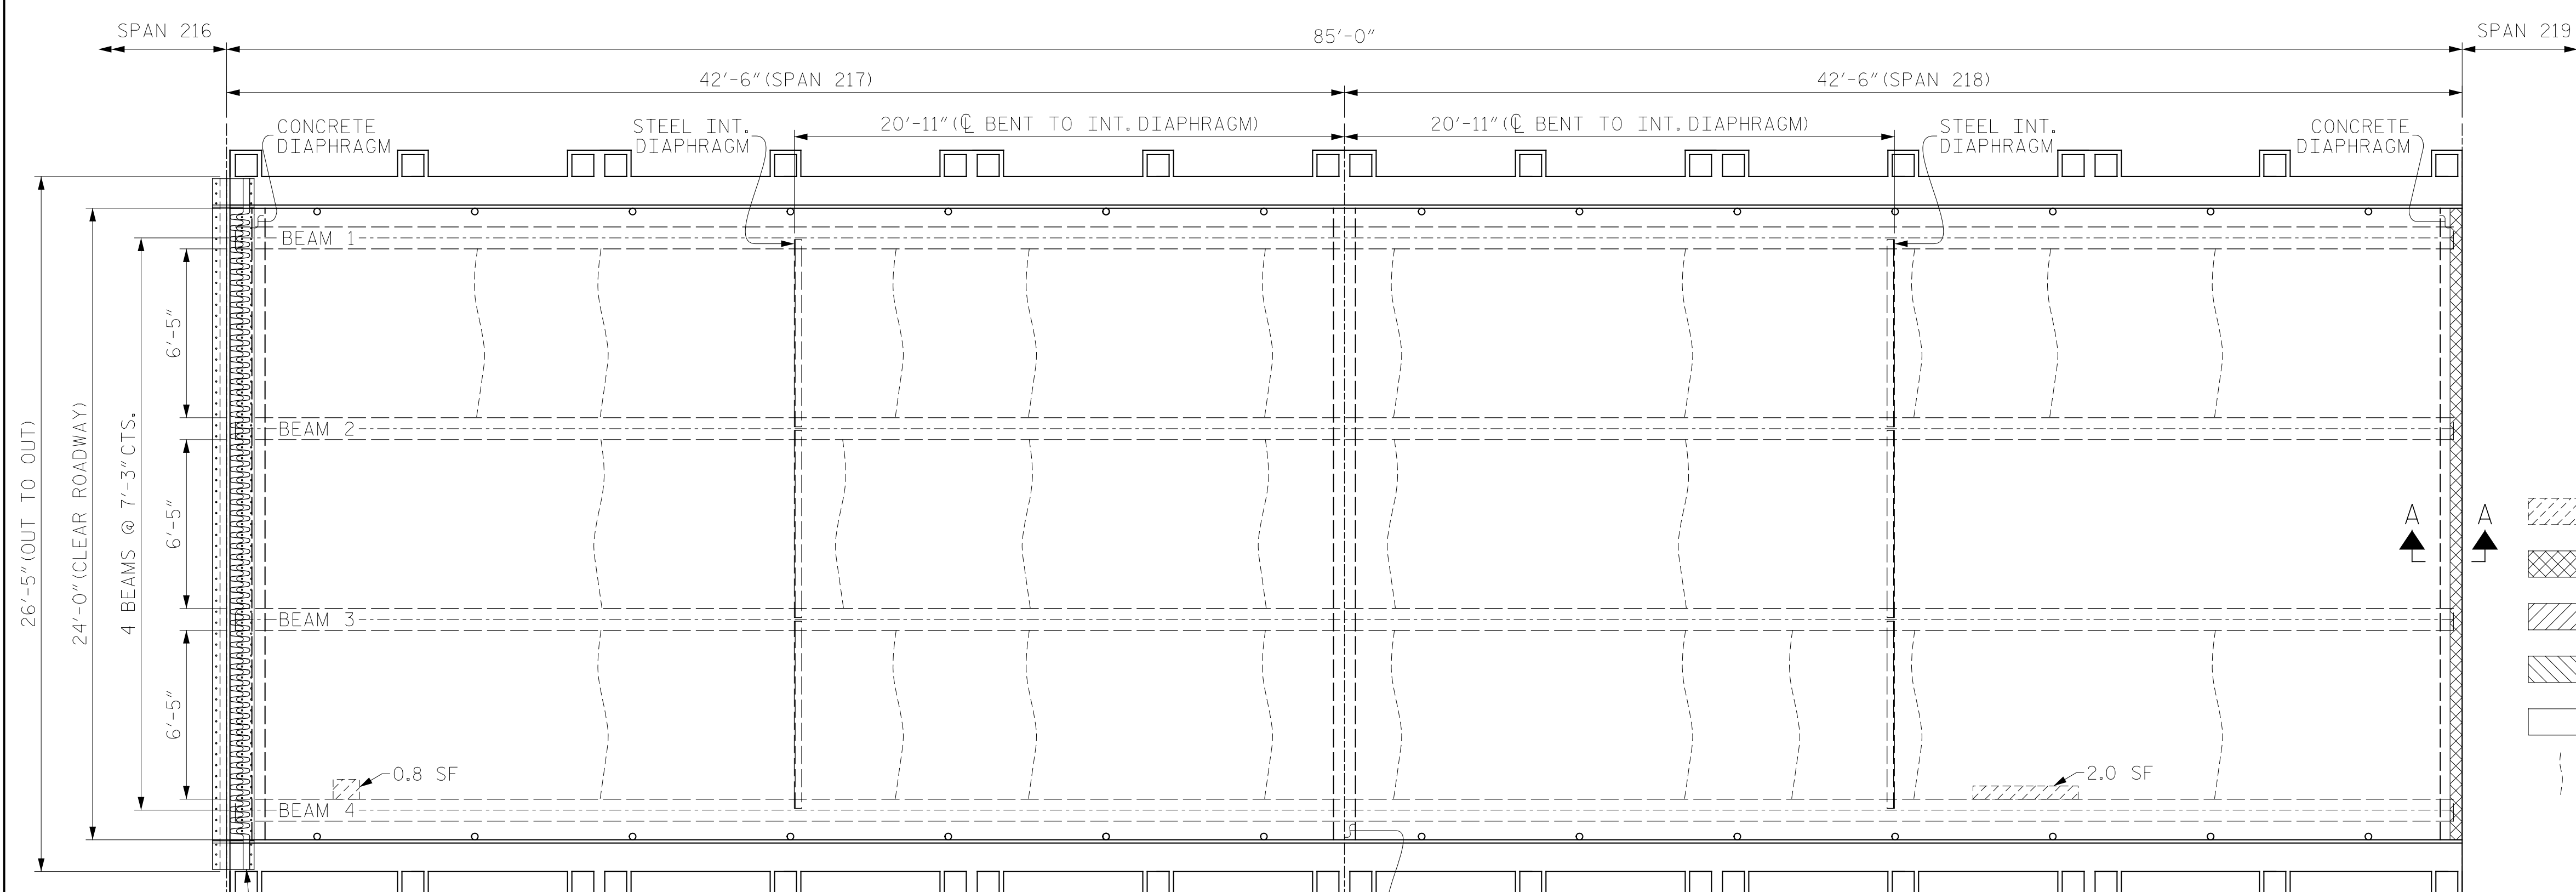 SPAN 216
85'-0"
SPAN 219
42'-6" (SPAN 217)
42'-6" (SPAN 218)
CONCRETE
DIAPHRAGM
STEEL INT.
DIAPHRAGM
20'-11" (℄ BENT TO INT. DIAPHRAGM)
20'-11" (℄ BENT TO INT. DIAPHRAGM)
STEEL INT.
DIAPHRAGM
CONCRETE
DIAPHRAGM
26'-5" (OUT TO OUT)
24'-0" (CLEAR ROADWAY)
4 BEAMS @ 7'-3" CTS.
6'-5"
6'-5"
6'-5"
BEAM 1
BEAM 2
BEAM 3
BEAM 4
A
A
0.8 SF
2.0 SF